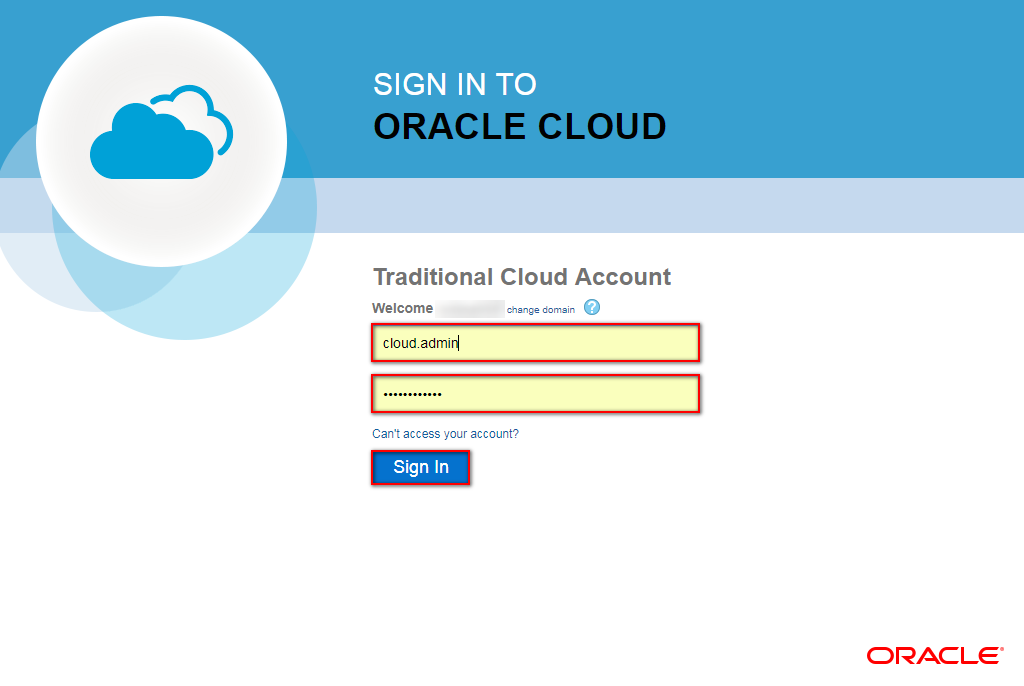 SIGN IN TO
ORACLE CLOUD
Traditional Cloud Account
Welcome change domain ?
cloud.admin
••••••••••••
Can't access your account?
Sign In
ORACLE®